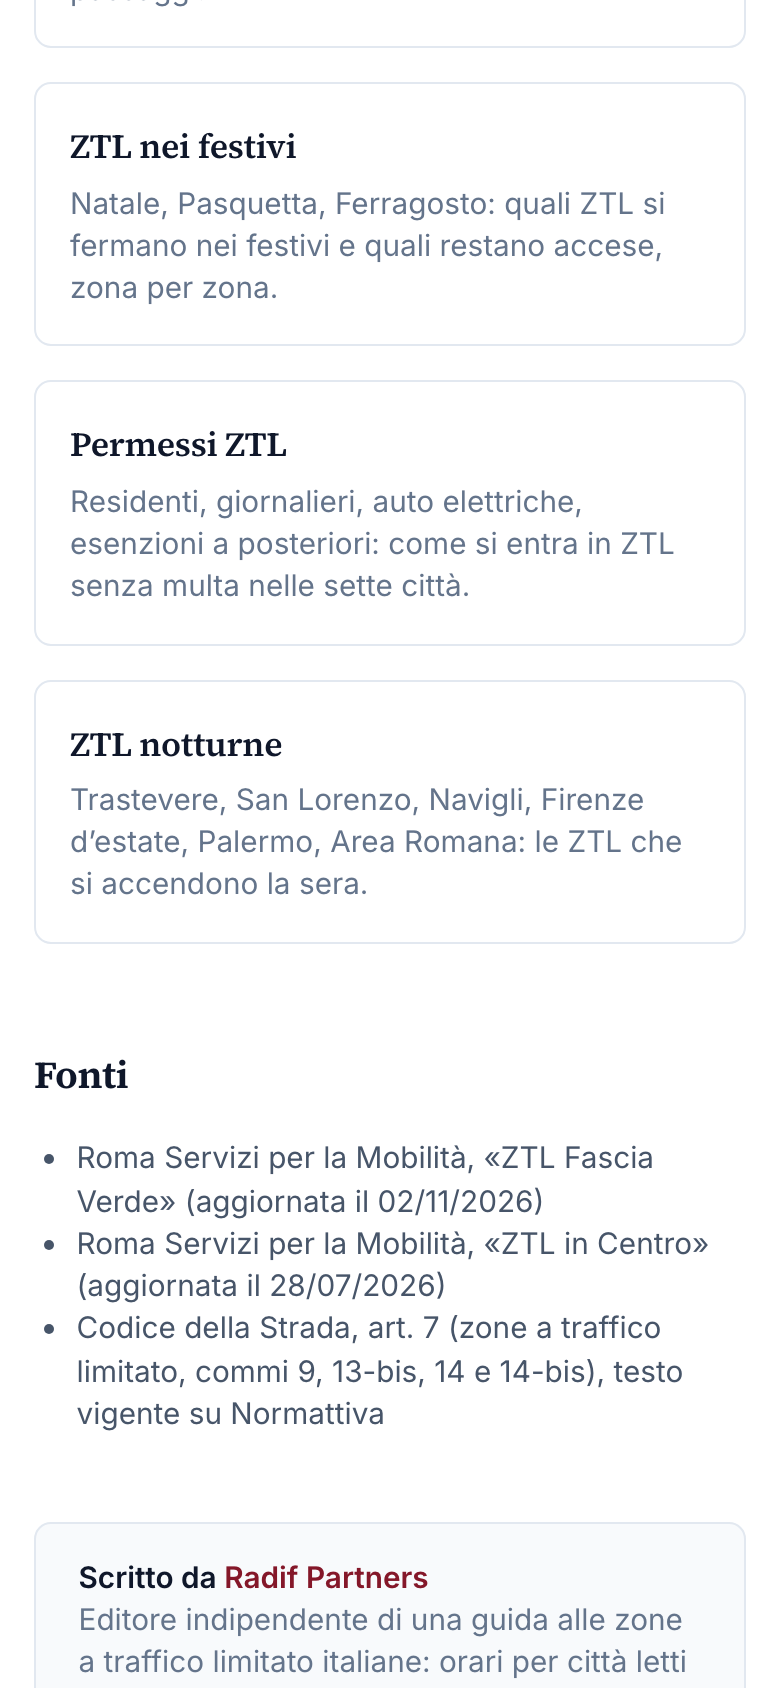 ZTL nei festivi
Natale, Pasquetta, Ferragosto: quali ZTL si
fermano nei festivi e quali restano accese,
zona per zona.
Permessi ZTL
Residenti, giornalieri, auto elettriche,
esenzioni a posteriori: come si entra in ZTL
senza multa nelle sette città.
ZTL notturne
Trastevere, San Lorenzo, Navigli, Firenze
d’estate, Palermo, Area Romana: le ZTL che
si accendono la sera.
Fonti
• Roma Servizi per la Mobilità, «ZTL Fascia
Verde» (aggiornata il 02/11/2026)
• Roma Servizi per la Mobilità, «ZTL in Centro»
(aggiornata il 28/07/2026)
• Codice della Strada, art. 7 (zone a traffico
limitato, commi 9, 13-bis, 14 e 14-bis), testo
vigente su Normattiva
Scritto da Radif Partners
Editore indipendente di una guida alle zone
a traffico limitato italiane: orari per città letti